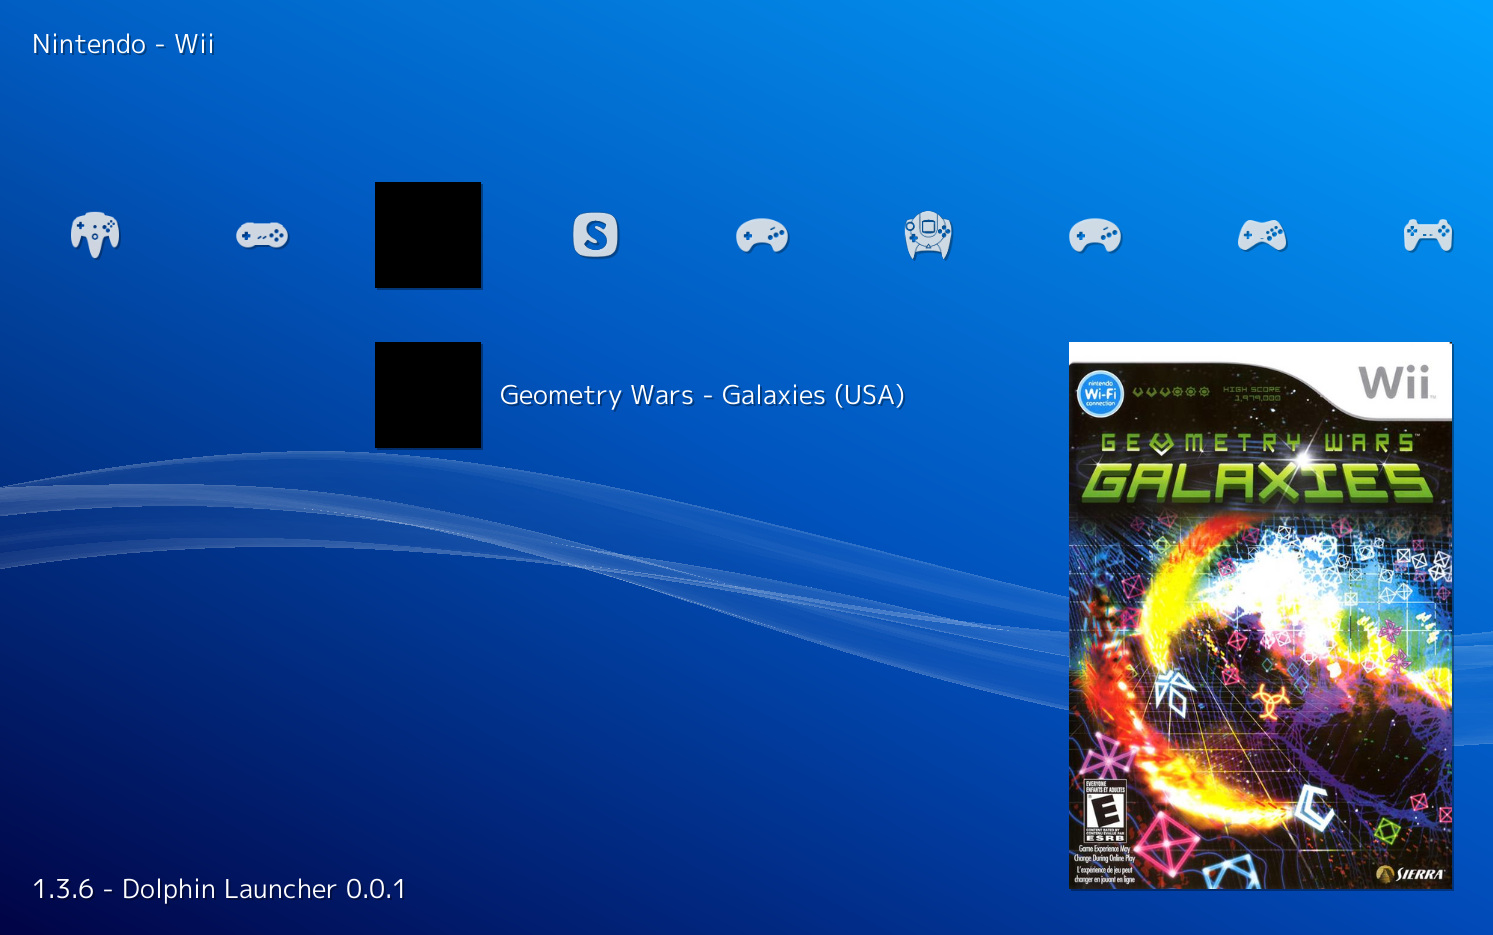 Nintendo - Wii
Geometry Wars - Galaxies (USA)
Wii
nintendo
Wi-Fi
connection
HIGH SCORE
GEOMETRY WARS
GALAXIES
EVERYONE
ENFANTS ET ADULTES
E
ESRB
Game Experience May
Change During Online Play
L'expérience de jeu peut
changer en jouant en ligne
SIERRA
1.3.6 - Dolphin Launcher 0.0.1